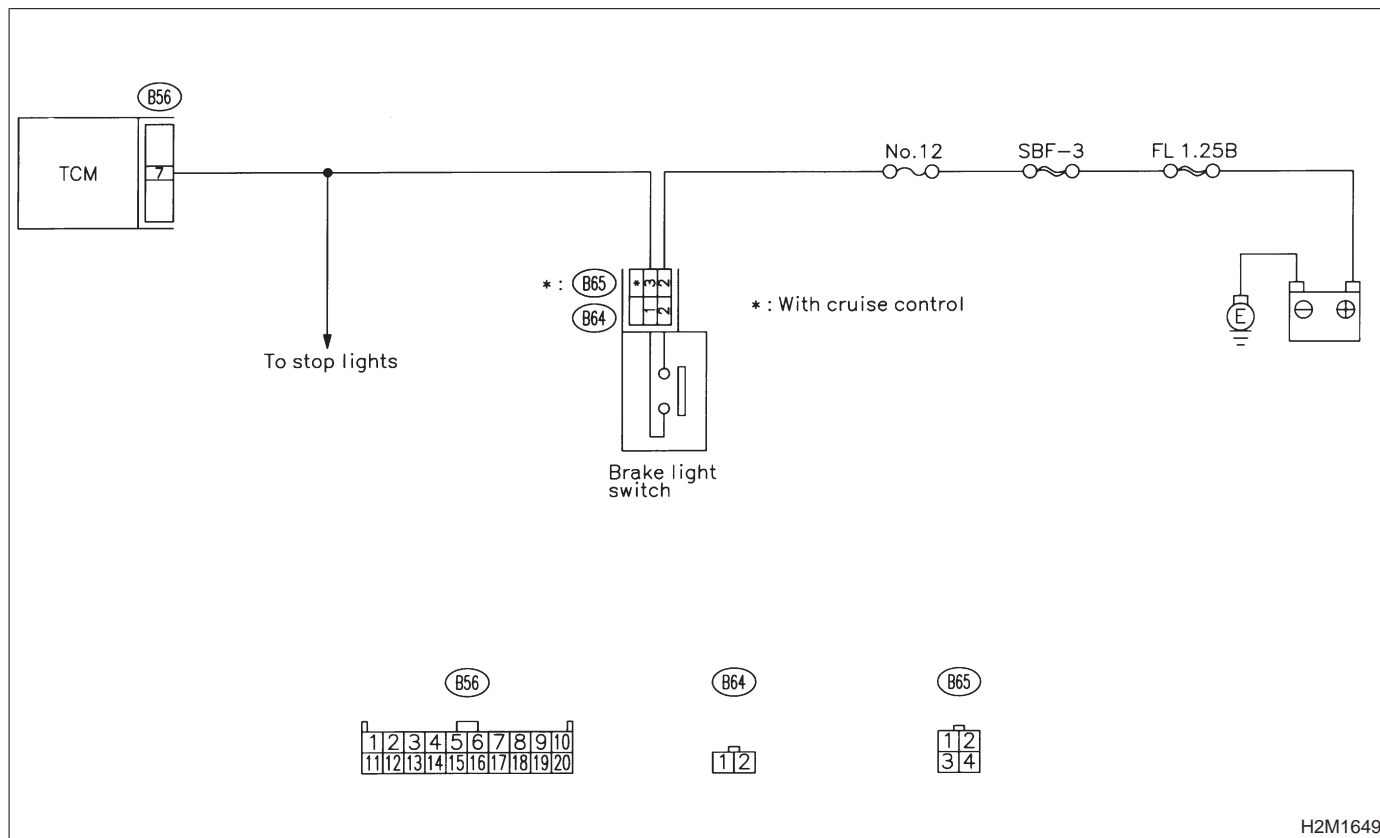 B56
TCM
7
No.12
SBF-3
FL 1.25B
* : B65
* 3 2
B64
1 2
* : With cruise control
E
⊖ ⊕
To stop lights
Brake light
switch
B56
B64
B65
1 2 3 4 5 6 7 8 9 10
11 12 13 14 15 16 17 18 19 20
1 2
1 2
3 4
H2M1649